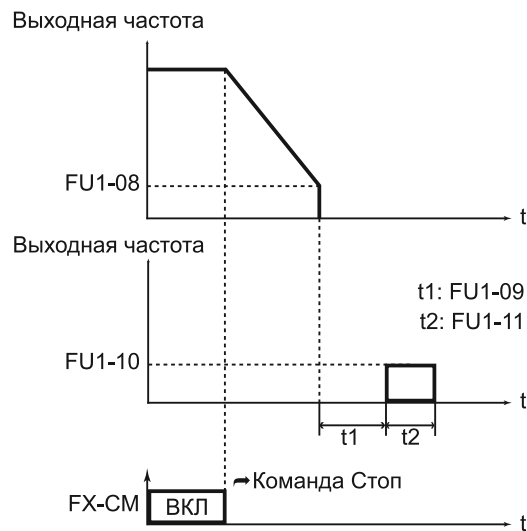 Выходная частота
FU1-08
t
Выходная частота
t1: FU1-09
t2: FU1-11
FU1-10
t
t1 t2
Команда Стоп
FX-CM ВКЛ
t